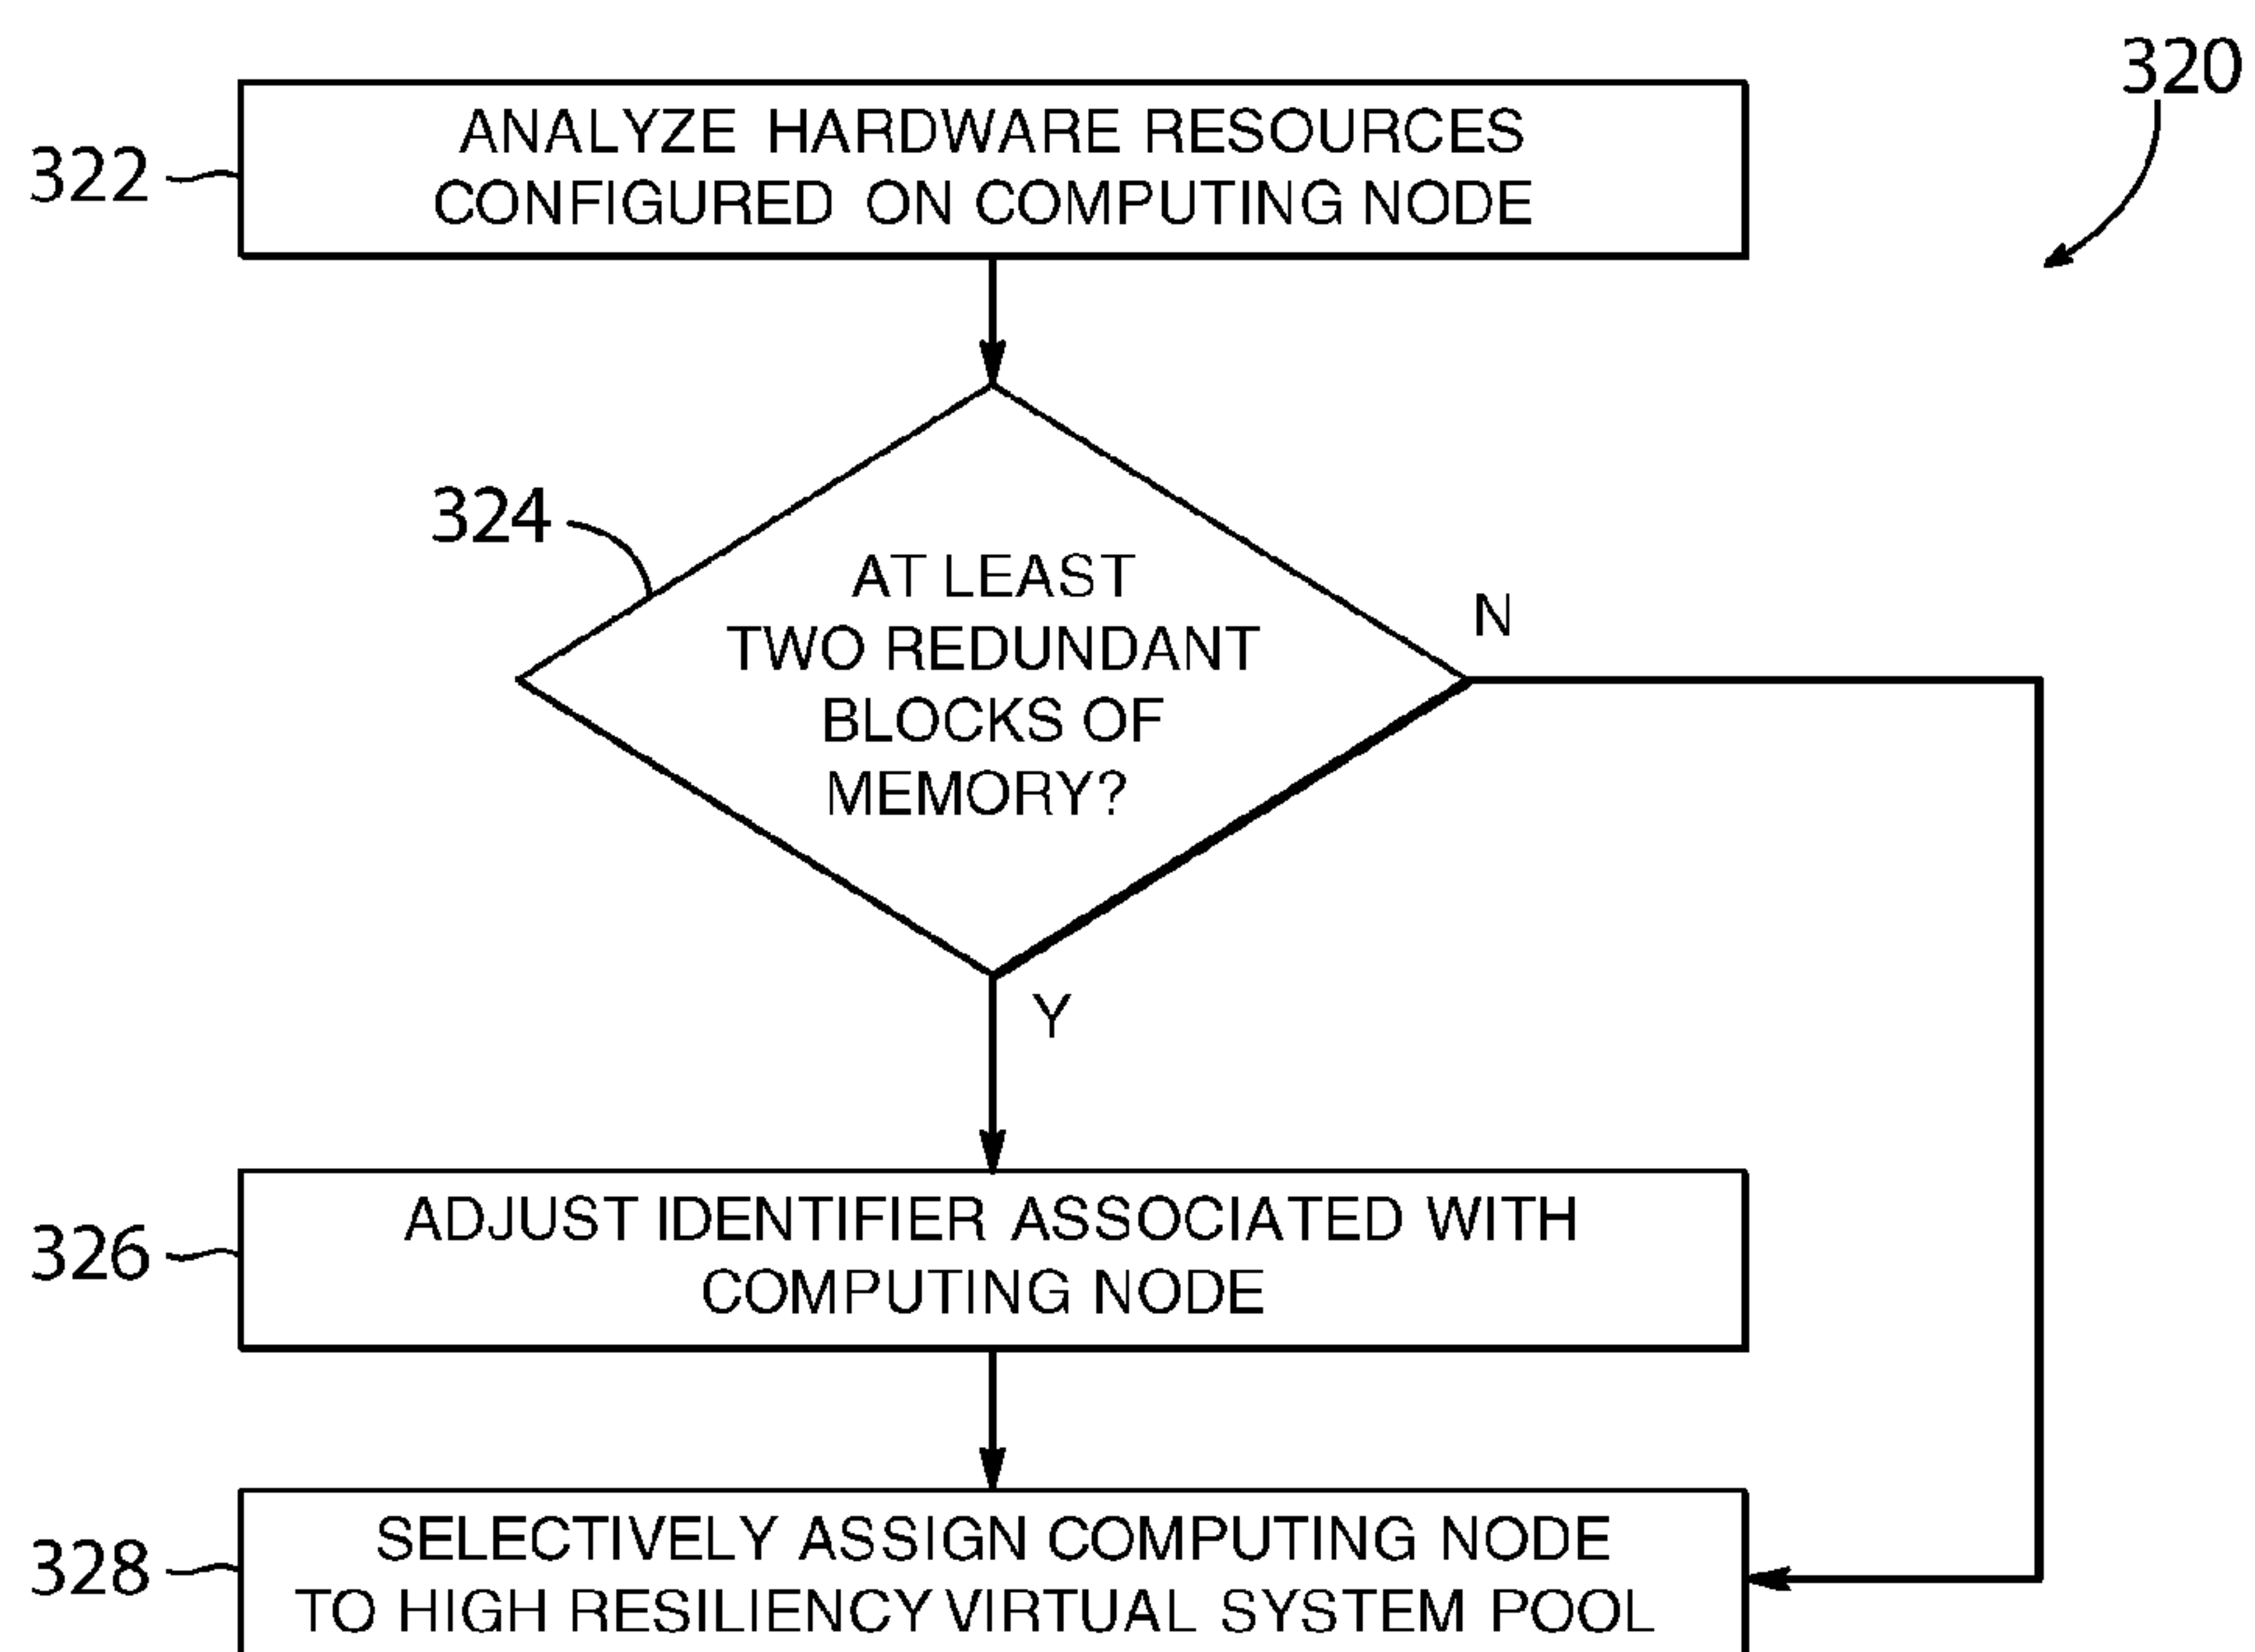 320
322
ANALYZE HARDWARE RESOURCES
CONFIGURED ON COMPUTING NODE
324
AT LEAST
TWO REDUNDANT
BLOCKS OF
MEMORY?
N
Y
326
ADJUST IDENTIFIER ASSOCIATED WITH
COMPUTING NODE
328
SELECTIVELY ASSIGN COMPUTING NODE
TO HIGH RESILIENCY VIRTUAL SYSTEM POOL